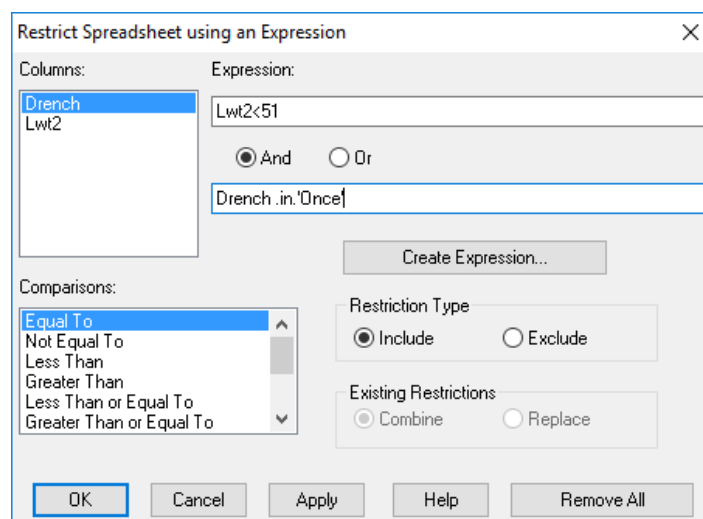 Restrict Spreadsheet using an Expression
Columns:
Expression:
Drench
Lwt2
Lwt2<51
And
Or
Drench .in.'Once'
Create Expression...
Comparisons:
Equal To
Not Equal To
Less Than
Greater Than
Less Than or Equal To
Greater Than or Equal To
Restriction Type
Include
Exclude
Existing Restrictions
Combine
Replace
OK
Cancel
Apply
Help
Remove All